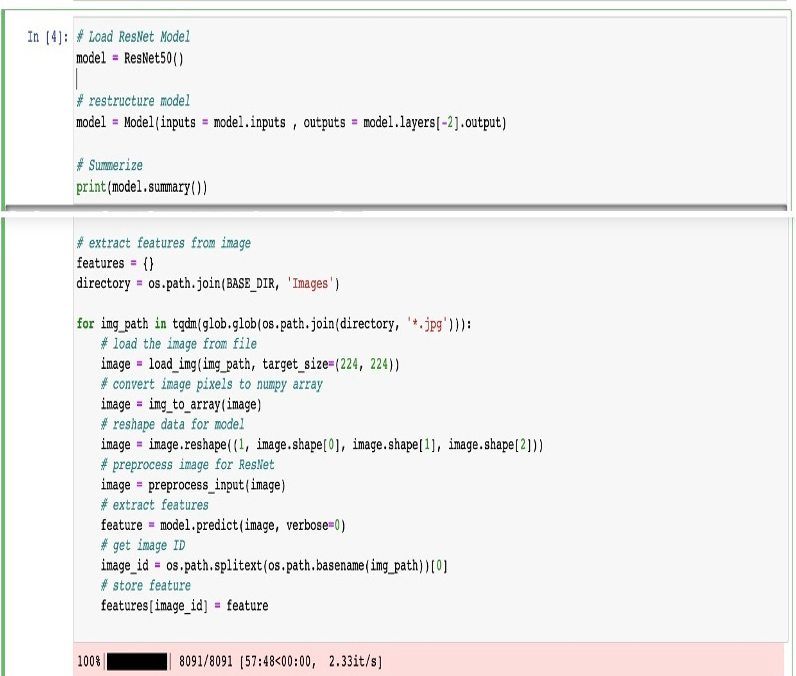 In [4]: # Load ResNet Model
model = ResNet50()
# restructure model
model = Model(inputs = model.inputs , outputs = model.layers[-2].output)
# Summerize
print(model.summary())
# extract features from image
features = {}
directory = os.path.join(BASE_DIR, 'Images')
for img_path in tqdm(glob.glob(os.path.join(directory, '*.jpg'))):
    # load the image from file
    image = load_img(img_path, target_size=(224, 224))
    # convert image pixels to numpy array
    image = img_to_array(image)
    # reshape data for model
    image = image.reshape((1, image.shape[0], image.shape[1], image.shape[2]))
    # preprocess image for ResNet
    image = preprocess_input(image)
    # extract features
    feature = model.predict(image, verbose=0)
    # get image ID
    image_id = os.path.splitext(os.path.basename(img_path))[0]
    # store feature
    features[image_id] = feature
100%|██████████| 8091/8091 [57:48<00:00, 2.33it/s]